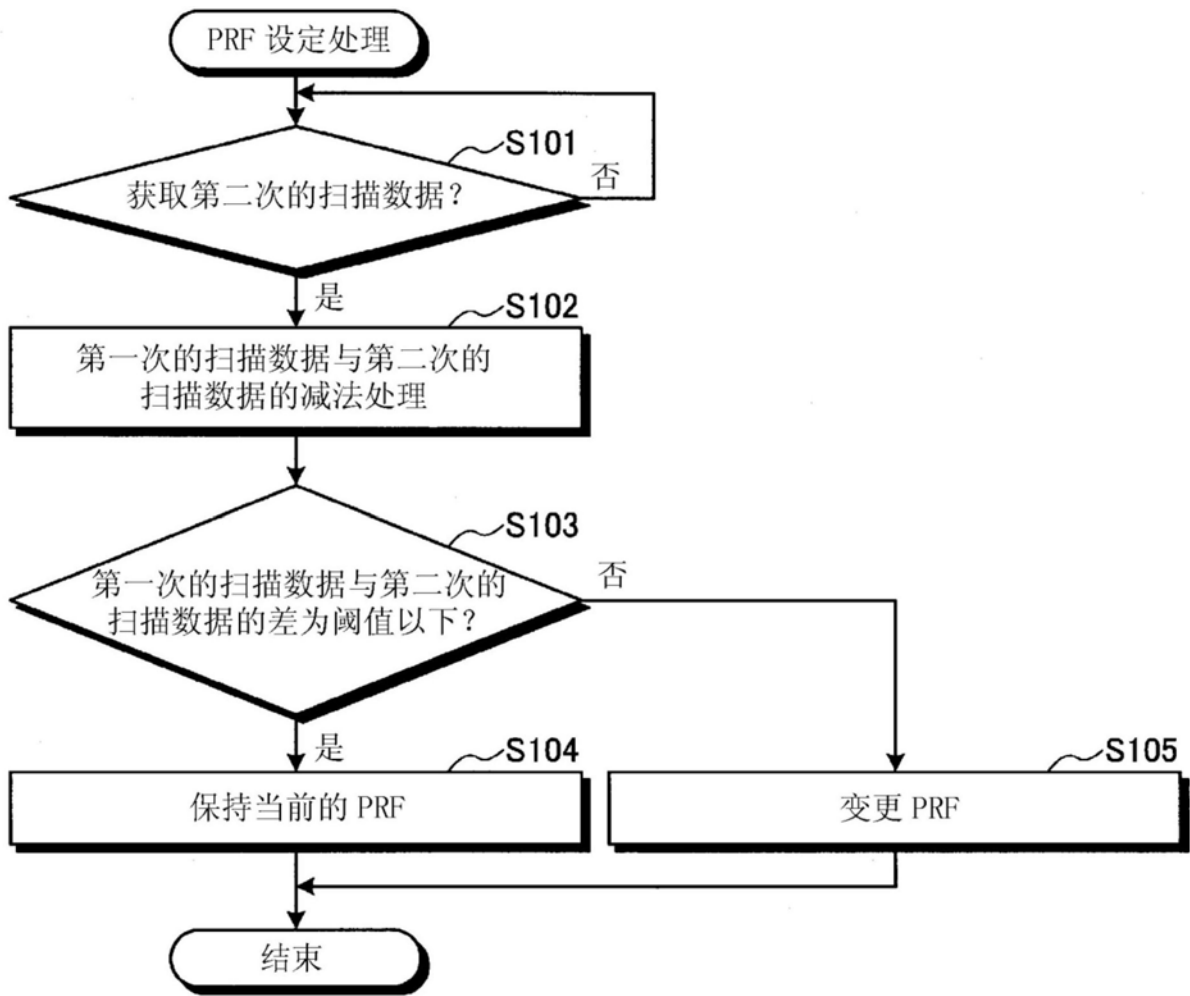 PRF 设定处理
S101
获取第二次的扫描数据？
否
是
S102
第一次的扫描数据与第二次的
扫描数据的减法处理
S103
第一次的扫描数据与第二次的
扫描数据的差为阈值以下？
否
是
S104
保持当前的 PRF
S105
变更 PRF
结束